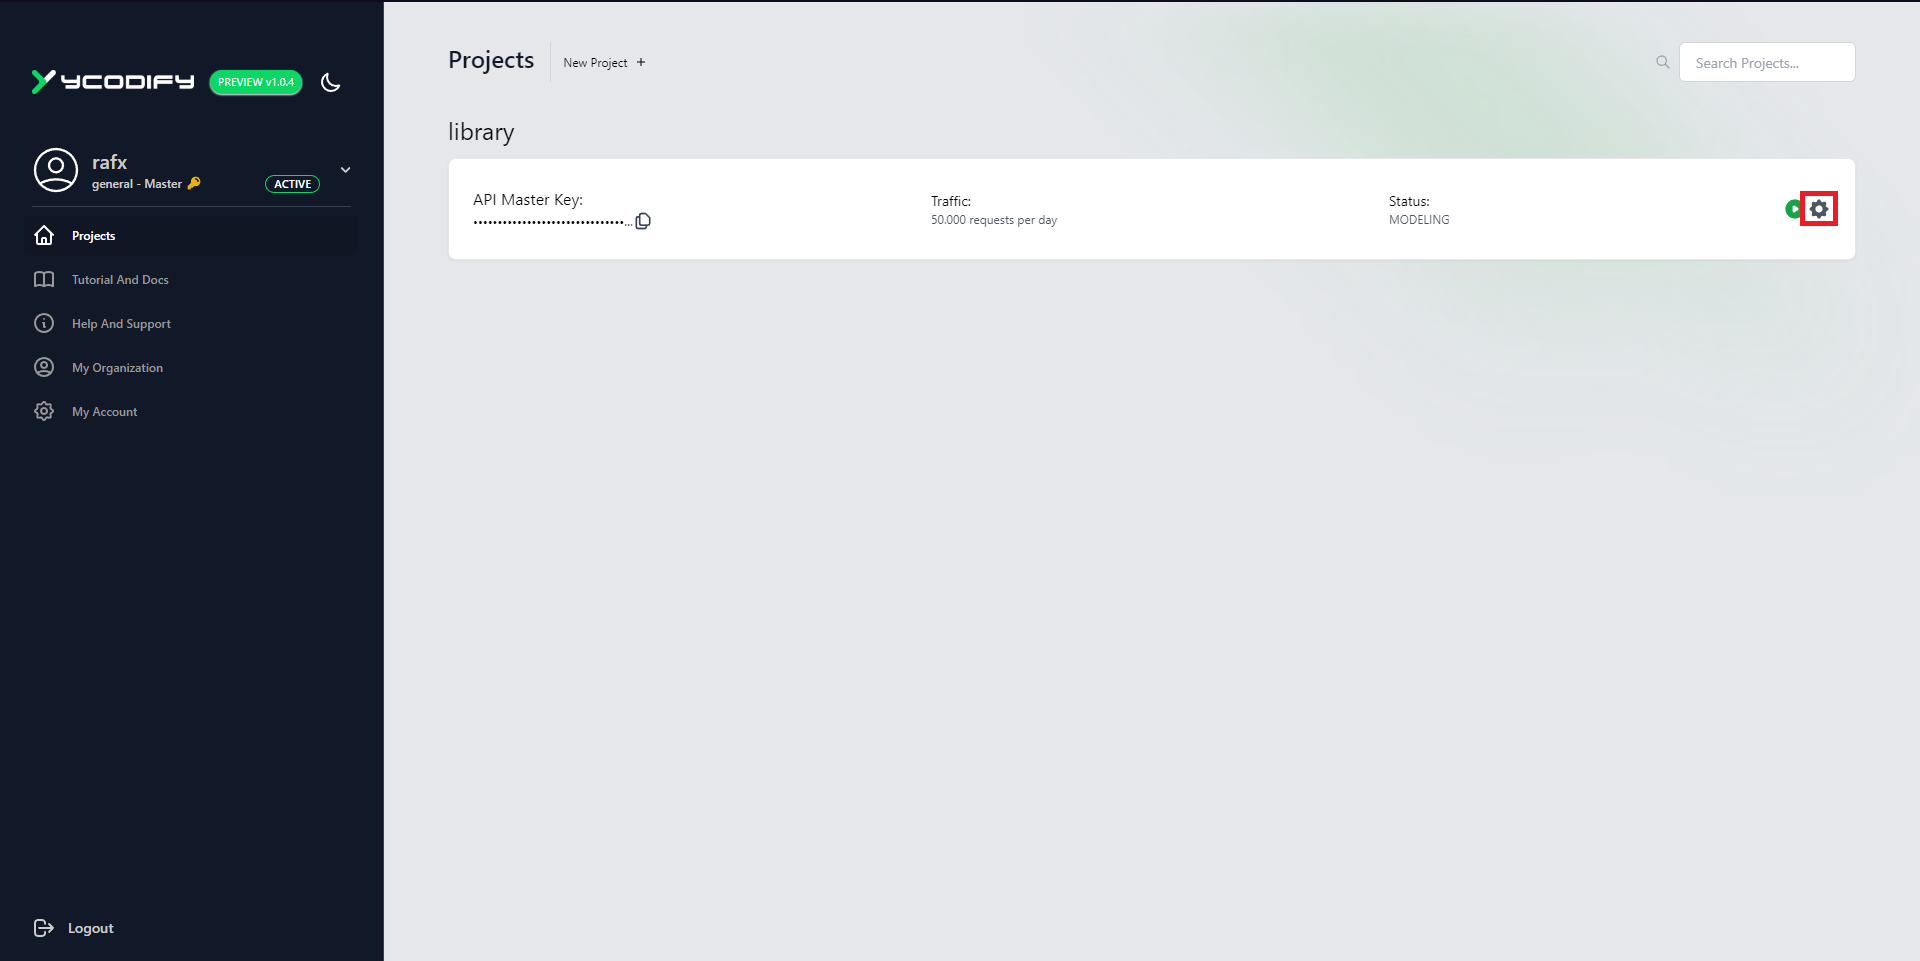 YCODIFY PREVIEW v1.0.4
rafx
general - Master
ACTIVE
Projects
Tutorial And Docs
Help And Support
My Organization
My Account
Logout
Projects
New Project +
Search Projects...
library
API Master Key:
•••••••••••••••••••••••••••••••...
Traffic:
50.000 requests per day
Status:
MODELING